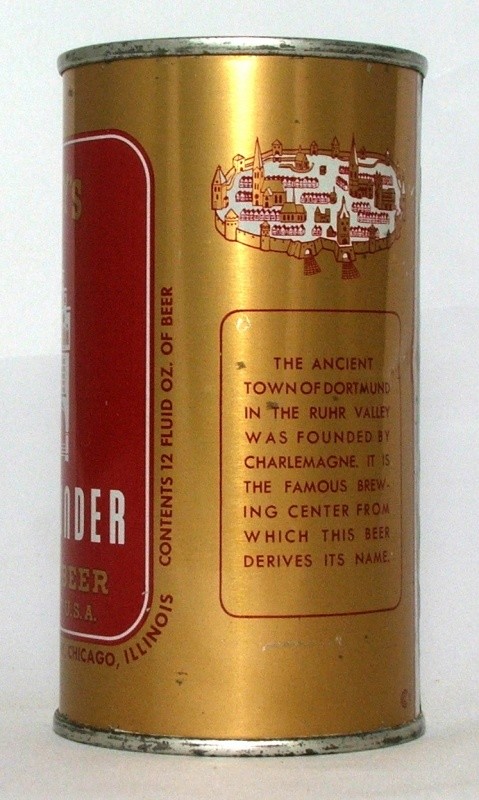 'S
NDER
BEER
U.S.A.
CHICAGO, ILLINOIS
CONTENTS 12 FLUID OZ. OF BEER
THE ANCIENT
TOWN OF DORTMUND
IN THE RUHR VALLEY
WAS FOUNDED BY
CHARLEMAGNE. IT IS
THE FAMOUS BREW-
ING CENTER FROM
WHICH THIS BEER
DERIVES ITS NAME.